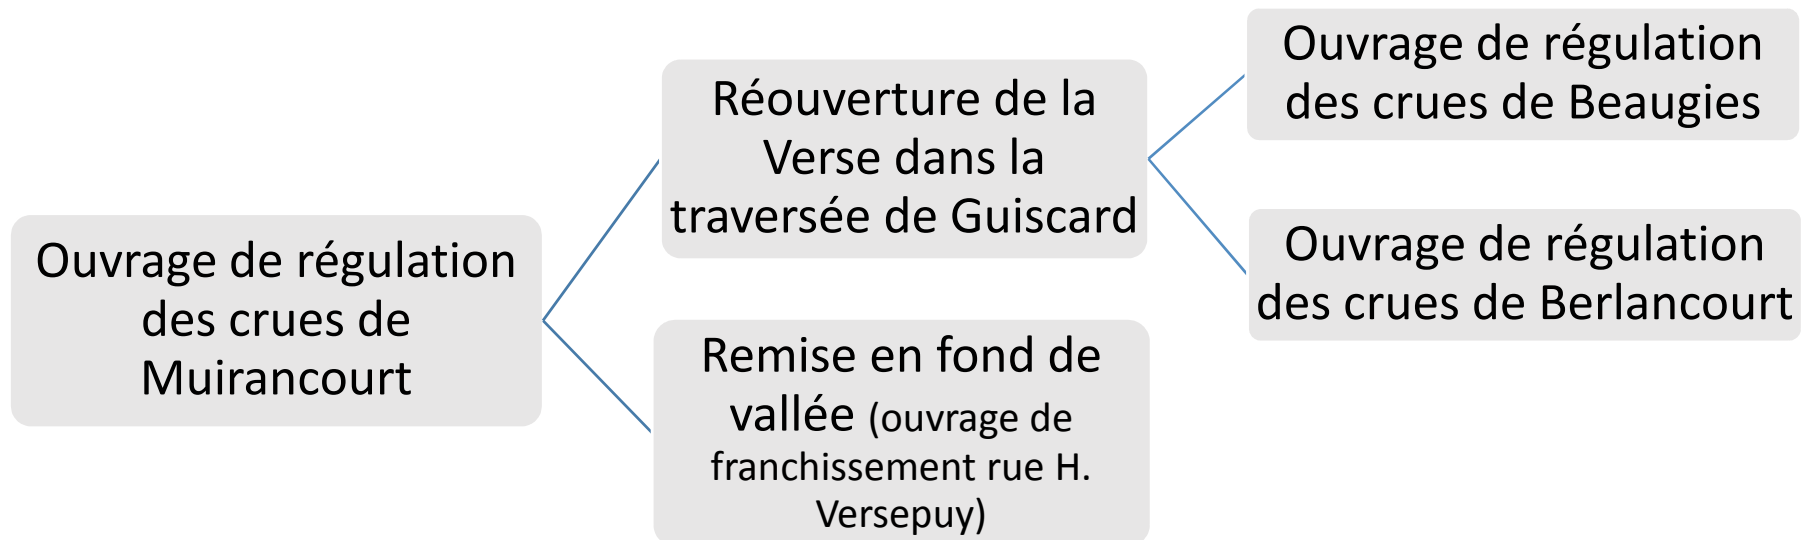 Ouvrage de régulation
des crues de
Muirancourt
Réouverture de la
Verse dans la
traversée de Guiscard
Remise en fond de
vallée (ouvrage de
franchissement rue H.
Versepuy)
Ouvrage de régulation
des crues de Beaugies
Ouvrage de régulation
des crues de Berlancourt